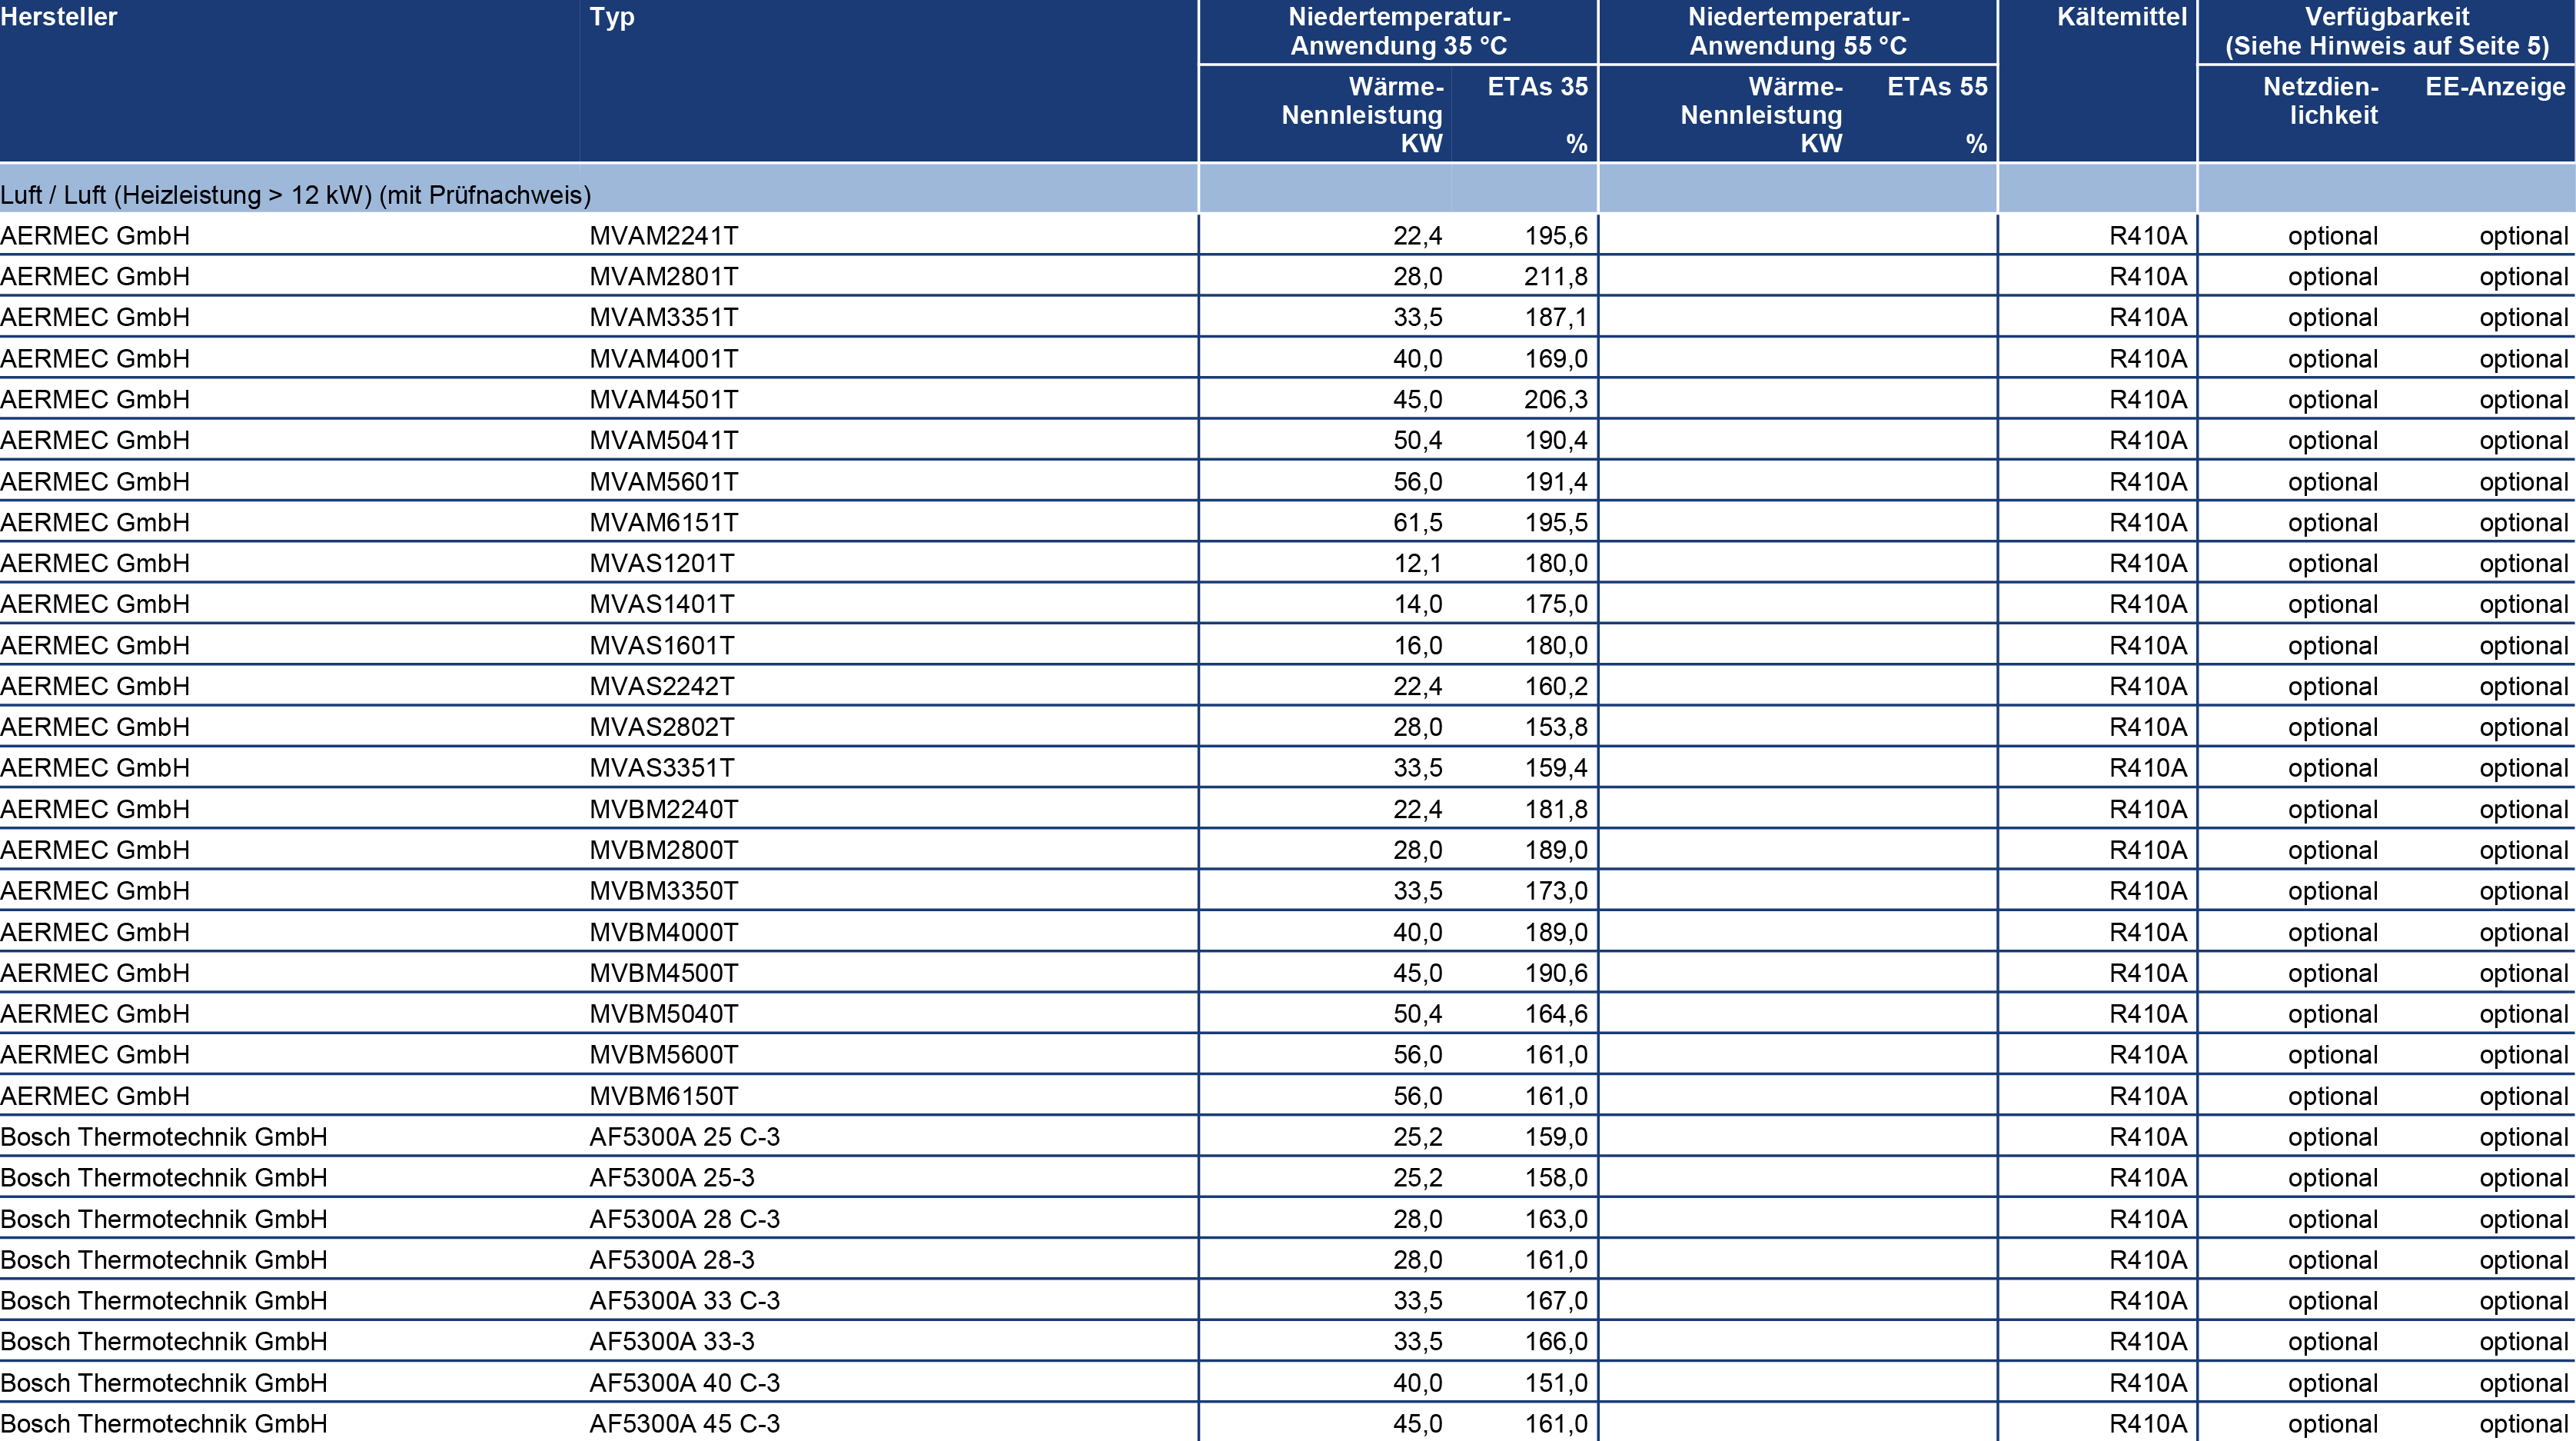 Hersteller Typ Niedertemperatur- Niedertemperatur- Kältemittel Verfügbarkeit
Anwendung 35 °C Anwendung 55 °C (Siehe Hinweis auf Seite 5)
Wärme- ETAs 35 Wärme- ETAs 55 Netzdien- EE-Anzeige
Nennleistung Nennleistung lichkeit
KW % KW %
Luft / Luft (Heizleistung > 12 kW) (mit Prüfnachweis)
AERMEC GmbH MVAM2241T 22,4 195,6 R410A optional optional
AERMEC GmbH MVAM2801T 28,0 211,8 R410A optional optional
AERMEC GmbH MVAM3351T 33,5 187,1 R410A optional optional
AERMEC GmbH MVAM4001T 40,0 169,0 R410A optional optional
AERMEC GmbH MVAM4501T 45,0 206,3 R410A optional optional
AERMEC GmbH MVAM5041T 50,4 190,4 R410A optional optional
AERMEC GmbH MVAM5601T 56,0 191,4 R410A optional optional
AERMEC GmbH MVAM6151T 61,5 195,5 R410A optional optional
AERMEC GmbH MVAS1201T 12,1 180,0 R410A optional optional
AERMEC GmbH MVAS1401T 14,0 175,0 R410A optional optional
AERMEC GmbH MVAS1601T 16,0 180,0 R410A optional optional
AERMEC GmbH MVAS2242T 22,4 160,2 R410A optional optional
AERMEC GmbH MVAS2802T 28,0 153,8 R410A optional optional
AERMEC GmbH MVAS3351T 33,5 159,4 R410A optional optional
AERMEC GmbH MVBM2240T 22,4 181,8 R410A optional optional
AERMEC GmbH MVBM2800T 28,0 189,0 R410A optional optional
AERMEC GmbH MVBM3350T 33,5 173,0 R410A optional optional
AERMEC GmbH MVBM4000T 40,0 189,0 R410A optional optional
AERMEC GmbH MVBM4500T 45,0 190,6 R410A optional optional
AERMEC GmbH MVBM5040T 50,4 164,6 R410A optional optional
AERMEC GmbH MVBM5600T 56,0 161,0 R410A optional optional
AERMEC GmbH MVBM6150T 56,0 161,0 R410A optional optional
Bosch Thermotechnik GmbH AF5300A 25 C-3 25,2 159,0 R410A optional optional
Bosch Thermotechnik GmbH AF5300A 25-3 25,2 158,0 R410A optional optional
Bosch Thermotechnik GmbH AF5300A 28 C-3 28,0 163,0 R410A optional optional
Bosch Thermotechnik GmbH AF5300A 28-3 28,0 161,0 R410A optional optional
Bosch Thermotechnik GmbH AF5300A 33 C-3 33,5 167,0 R410A optional optional
Bosch Thermotechnik GmbH AF5300A 33-3 33,5 166,0 R410A optional optional
Bosch Thermotechnik GmbH AF5300A 40 C-3 40,0 151,0 R410A optional optional
Bosch Thermotechnik GmbH AF5300A 45 C-3 45,0 161,0 R410A optional optional